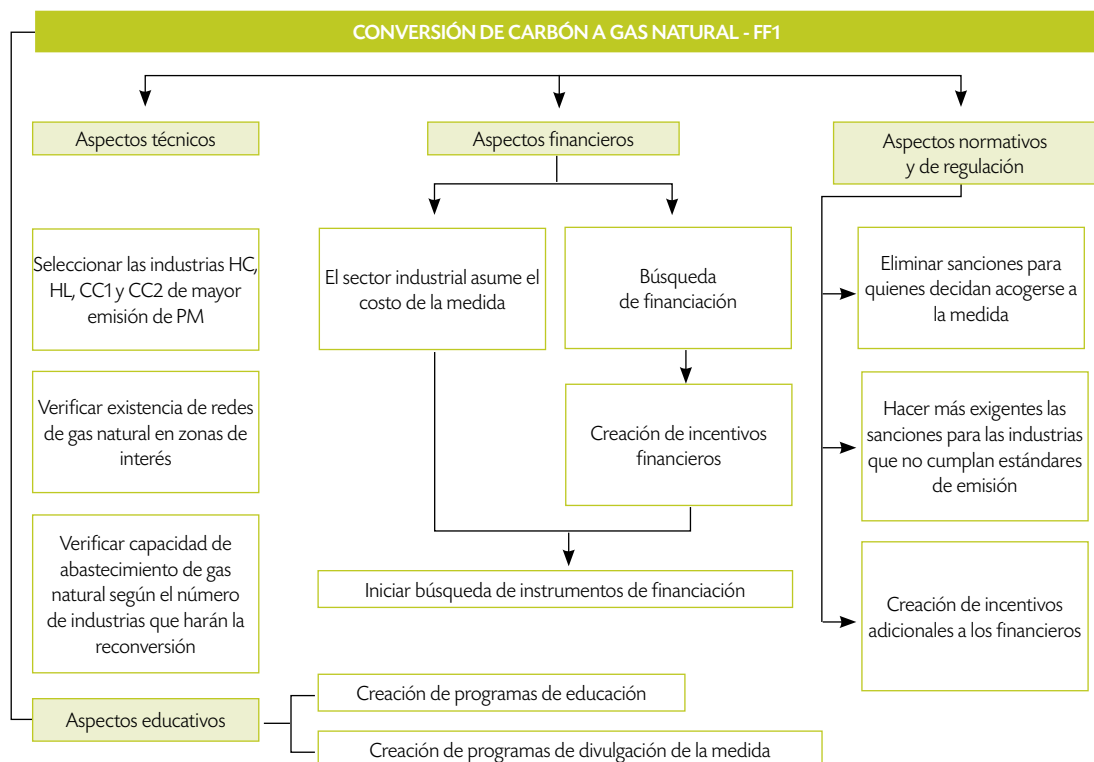 CONVERSIÓN DE CARBÓN A GAS NATURAL - FF1
Aspectos técnicos
Seleccionar las industrias HC,
HL, CC1 y CC2 de mayor
emisión de PM
Verificar existencia de redes
de gas natural en zonas de
interés
Verificar capacidad de
abastecimiento de gas
natural según el número
de industrias que harán la
reconversión
Aspectos financieros
El sector industrial asume el
costo de la medida
Búsqueda
de financiación
Creación de incentivos
financieros
Iniciar búsqueda de instrumentos de financiación
Aspectos normativos
y de regulación
Eliminar sanciones para
quienes decidan acogerse a
la medida
Hacer más exigentes las
sanciones para las industrias
que no cumplan estándares
de emisión
Creación de incentivos
adicionales a los financieros
Aspectos educativos
Creación de programas de educación
Creación de programas de divulgación de la medida